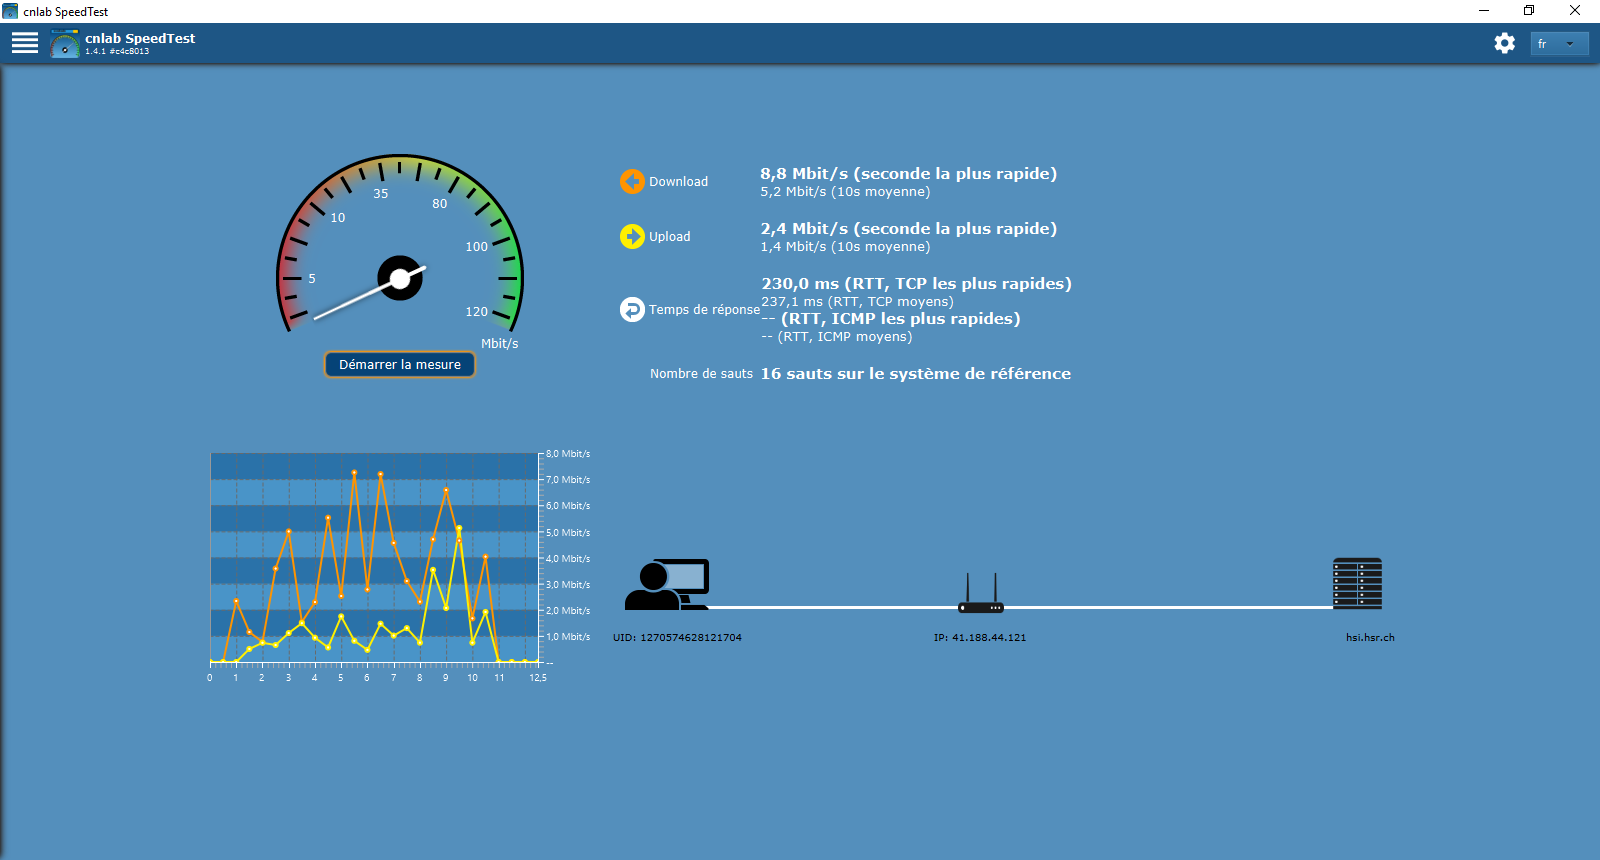 cnlab SpeedTest
cnlab SpeedTest
1.4.1 #c4c8013
fr
5
10
35
80
100
120
Mbit/s
Démarrer la mesure
Download
8,8 Mbit/s (seconde la plus rapide)
5,2 Mbit/s (10s moyenne)
Upload
2,4 Mbit/s (seconde la plus rapide)
1,4 Mbit/s (10s moyenne)
Temps de réponse
230,0 ms (RTT, TCP les plus rapides)
237,1 ms (RTT, TCP moyens)
-- (RTT, ICMP les plus rapides)
-- (RTT, ICMP moyens)
Nombre de sauts
16 sauts sur le système de référence
8,0 Mbit/s
7,0 Mbit/s
6,0 Mbit/s
5,0 Mbit/s
4,0 Mbit/s
3,0 Mbit/s
2,0 Mbit/s
1,0 Mbit/s
--
0 1 2 3 4 5 6 7 8 9 10 11 12,5
UID: 1270574628121704
IP: 41.188.44.121
hsi.hsr.ch